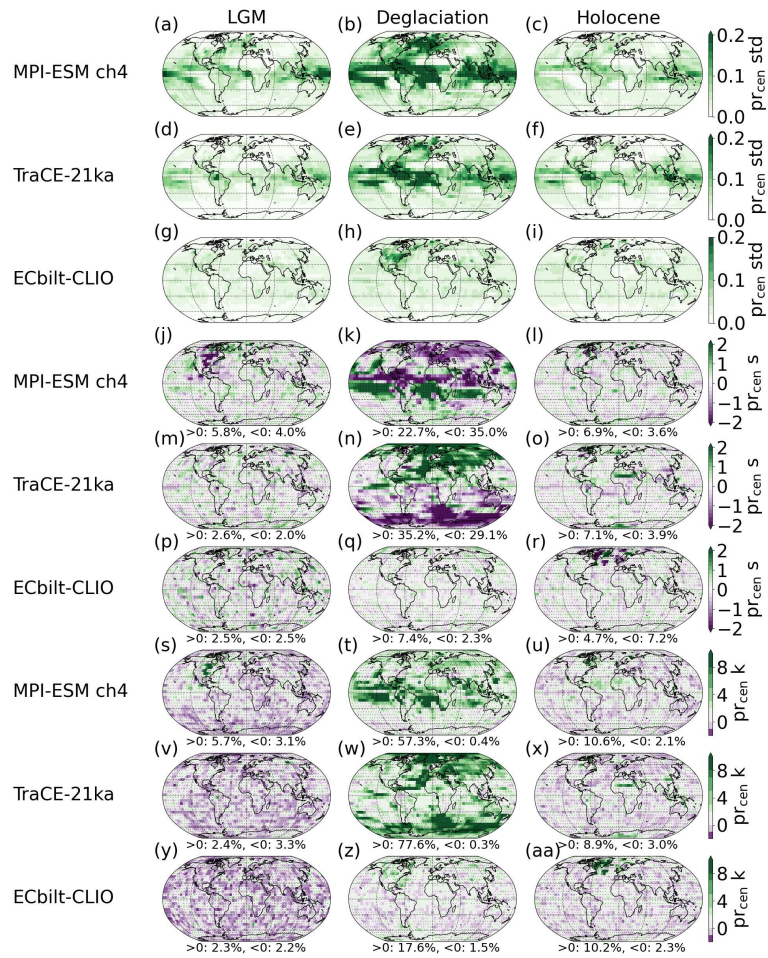 LGM Deglaciation Holocene
(a) (b) (c)
MPI-ESM ch4
0.2
0.1
0.0
pr_cen std
(d) (e) (f)
TraCE-21ka
0.2
0.1
0.0
pr_cen std
(g) (h) (i)
ECbilt-CLIO
0.2
0.1
0.0
pr_cen std
(j) (k) (l)
MPI-ESM ch4
2
1
0
−1
−2
pr_cen s
>0: 5.8%, <0: 4.0% >0: 22.7%, <0: 35.0% >0: 6.9%, <0: 3.6%
(m) (n) (o)
TraCE-21ka
2
1
0
−1
−2
pr_cen s
>0: 2.6%, <0: 2.0% >0: 35.2%, <0: 29.1% >0: 7.1%, <0: 3.9%
(p) (q) (r)
ECbilt-CLIO
2
1
0
−1
−2
pr_cen s
>0: 2.5%, <0: 2.5% >0: 7.4%, <0: 2.3% >0: 4.7%, <0: 7.2%
(s) (t) (u)
MPI-ESM ch4
8
4
0
pr_cen k
>0: 5.7%, <0: 3.1% >0: 57.3%, <0: 0.4% >0: 10.6%, <0: 2.1%
(v) (w) (x)
TraCE-21ka
8
4
0
pr_cen k
>0: 2.4%, <0: 3.3% >0: 77.6%, <0: 0.3% >0: 8.9%, <0: 3.0%
(y) (z) (aa)
ECbilt-CLIO
8
4
0
pr_cen k
>0: 2.3%, <0: 2.2% >0: 17.6%, <0: 1.5% >0: 10.2%, <0: 2.3%